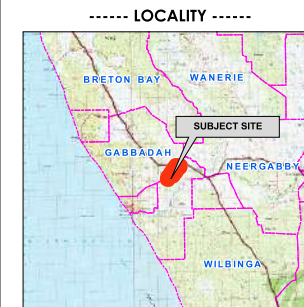 ------ LOCALITY ------
BRETON BAY
WANERIE
SUBJECT SITE
GABBADAH
NEERGABBY
WILBINGA